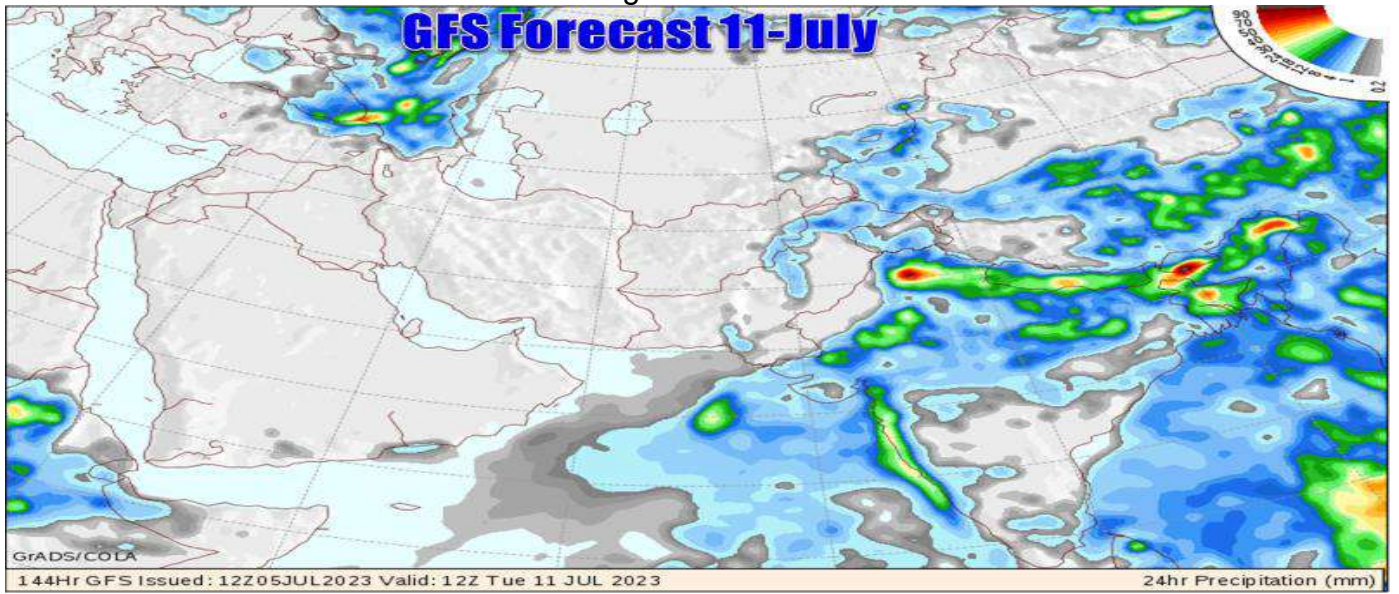 GFS Forecast 11-July
GrADS/COLA
144Hr GFS Issued: 12Z05JUL2023 Valid: 12Z Tue 11 JUL 2023
24hr Precipitation (mm)